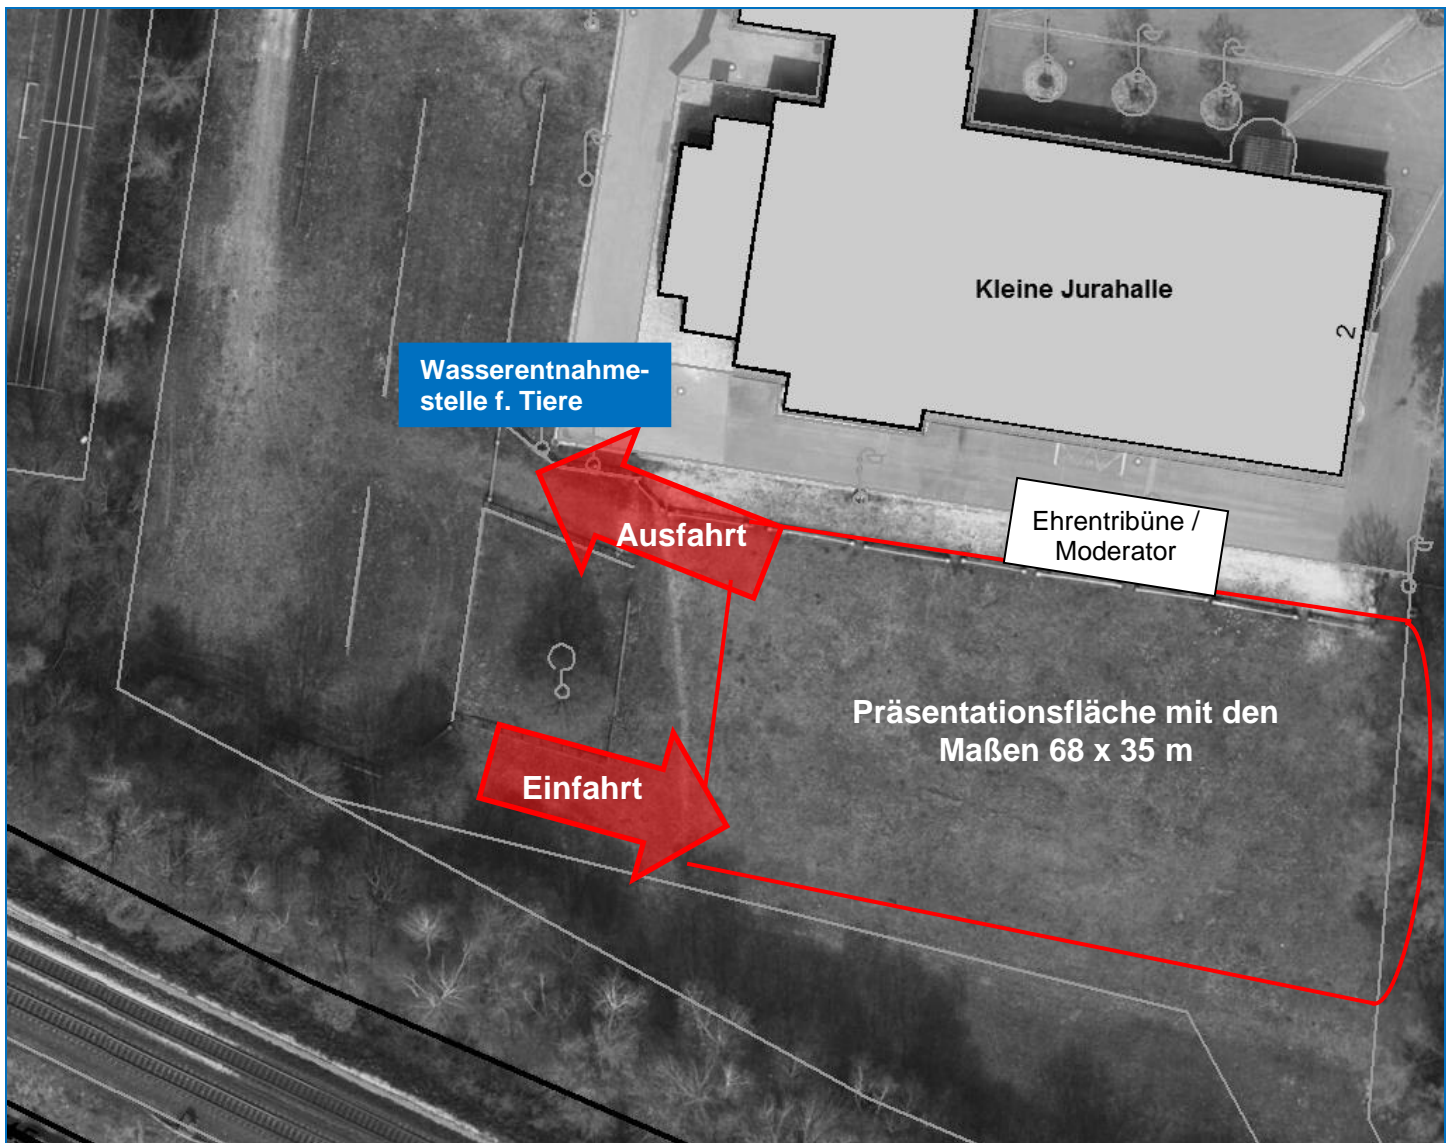 Kleine Jurahalle
2
Wasserentnahme-
stelle f. Tiere
Ausfahrt
Ehrentribüne /
Moderator
Präsentationsfläche mit den
Maßen 68 x 35 m
Einfahrt